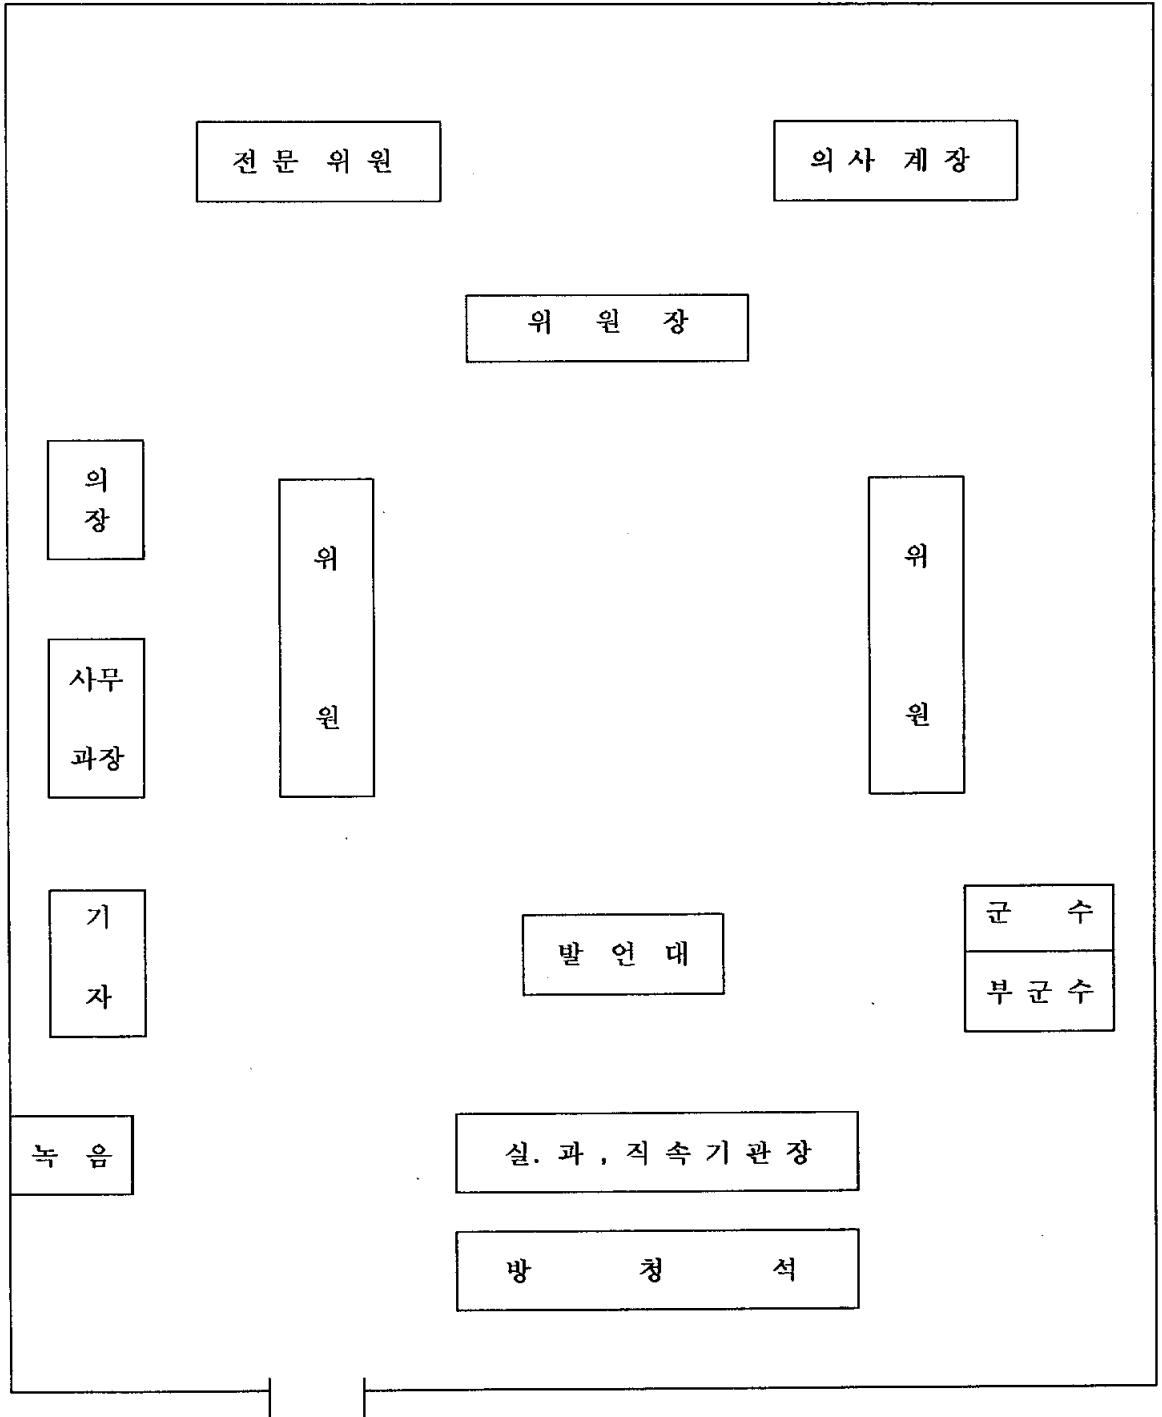 전 문 위 원
의 사 계 장
위 원 장
의
장
위
원
위
원
사무
과장
기
자
발 언 대
군 수
부 군 수
녹 음
실. 과 , 직 속 기 관 장
방 청 석